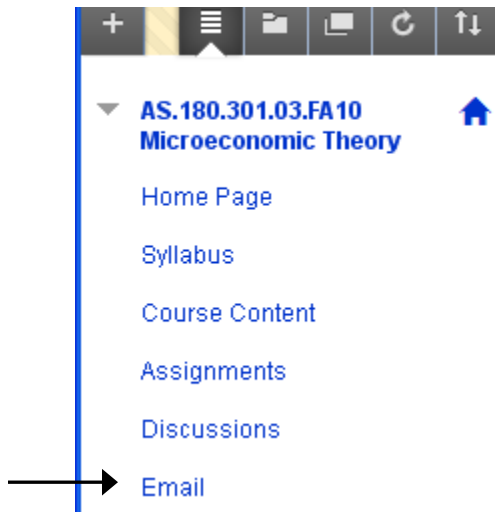 AS.180.301.03.FA10
Microeconomic Theory
Home Page
Syllabus
Course Content
Assignments
Discussions
Email